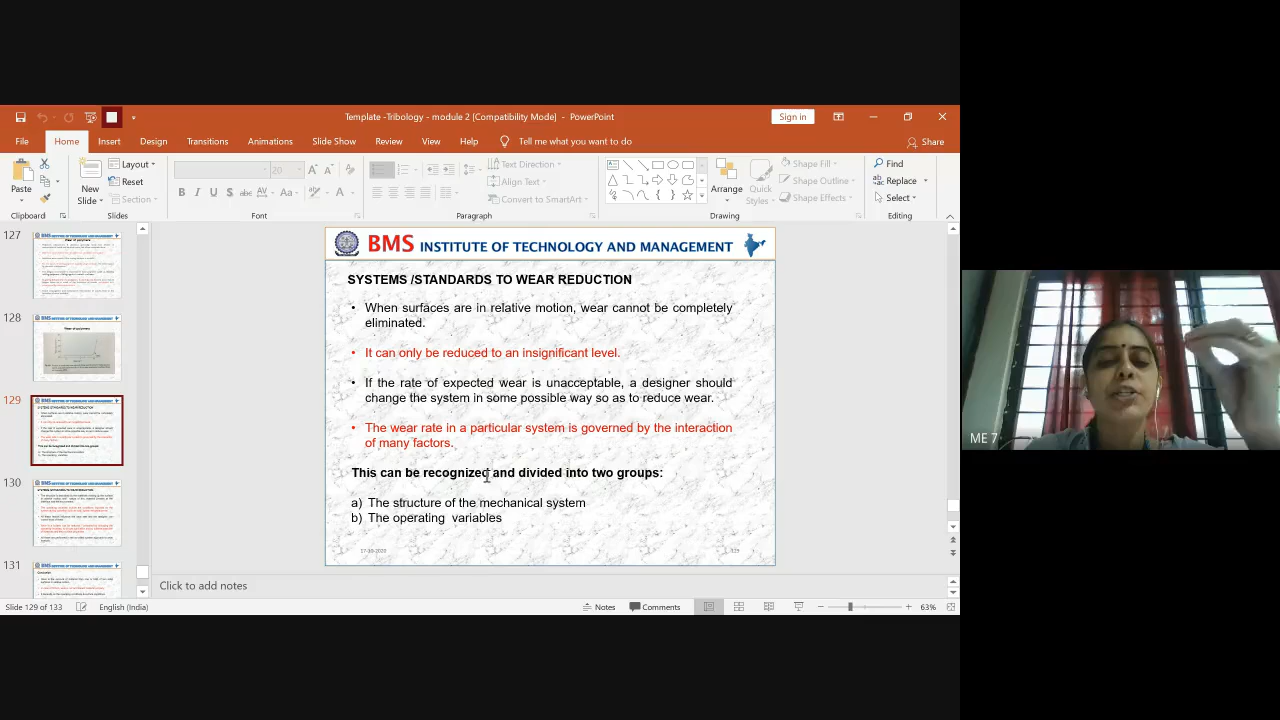 Template -Tribology - module 2 [Compatibility Mode] - PowerPoint
Sign in
File Home Insert Design Transitions Animations Slide Show Review View Help Tell me what you want to do Share
Paste
New Slide
Layout
Reset
Section
20
Text Direction
Align Text
Convert to SmartArt
Arrange
Quick Styles
Shape Fill
Shape Outline
Shape Effects
Find
Replace
Select
Clipboard Slides Font Paragraph Drawing Editing
127
128
129
130
131
BMS INSTITUTE OF TECHNOLOGY AND MANAGEMENT
SYSTEMS /STANDARDS TO WEAR REDUCTION
• When surfaces are in sliding motion, wear cannot be completely
eliminated.
• It can only be reduced to an insignificant level.
• If the rate of expected wear is unacceptable, a designer should
change the system in some possible way so as to reduce wear.
• The wear rate in a particular system is governed by the interaction
of many factors.
This can be recognized and divided into two groups:
a) The structure of the mechanical system
b) The operating variables
17-10-2020
129
Click to add notes
Slide 129 of 133 English (India) Notes Comments 63%
ME 7